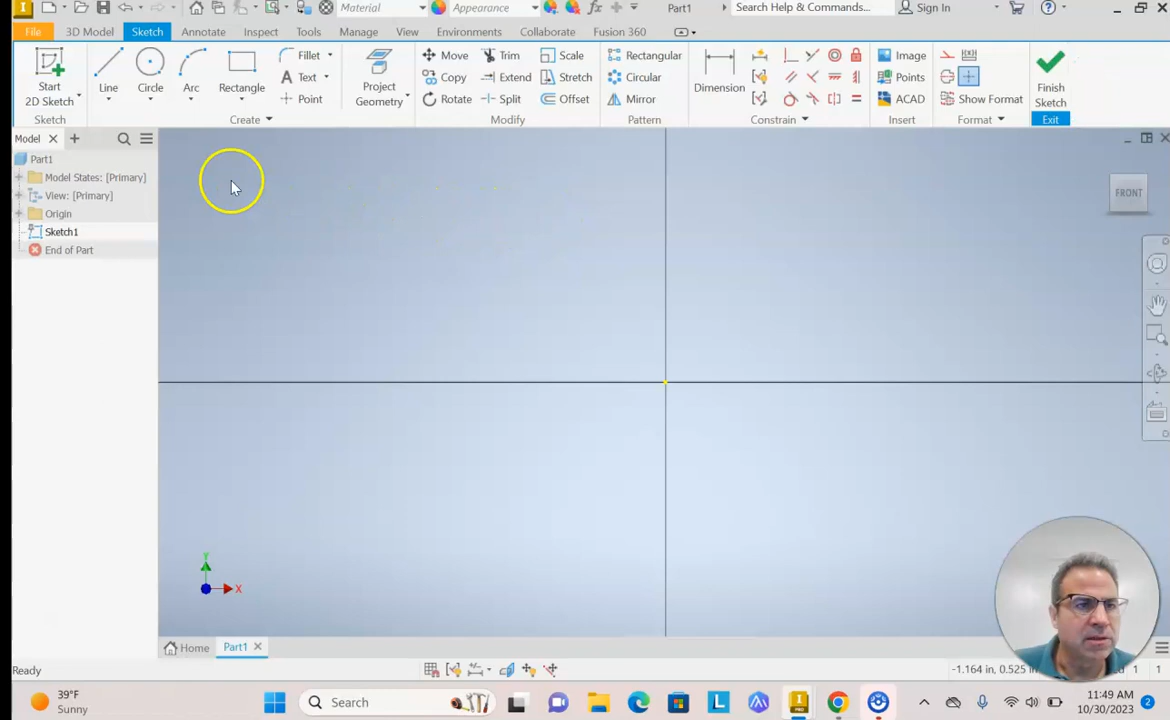 Material
Appearance
Part1
Search Help & Commands...
Sign In
File
3D Model
Sketch
Annotate
Inspect
Tools
Manage
View
Environments
Collaborate
Fusion 360
Start
2D Sketch
Line
Circle
Arc
Rectangle
Fillet
Text
Point
Project
Geometry
Move
Copy
Rotate
Trim
Extend
Split
Scale
Stretch
Offset
Rectangular
Circular
Mirror
Dimension
Image
Points
ACAD
Show Format
Finish
Sketch
Sketch
Create
Modify
Pattern
Constrain
Insert
Format
Exit
Model
Part1
Model States: [Primary]
View: [Primary]
Origin
Sketch1
End of Part
FRONT
Y
X
Home
Part1
Ready
-1.164 in, 0.525 in
1
1
39°F
Sunny
Search
11:49 AM
10/30/2023
2